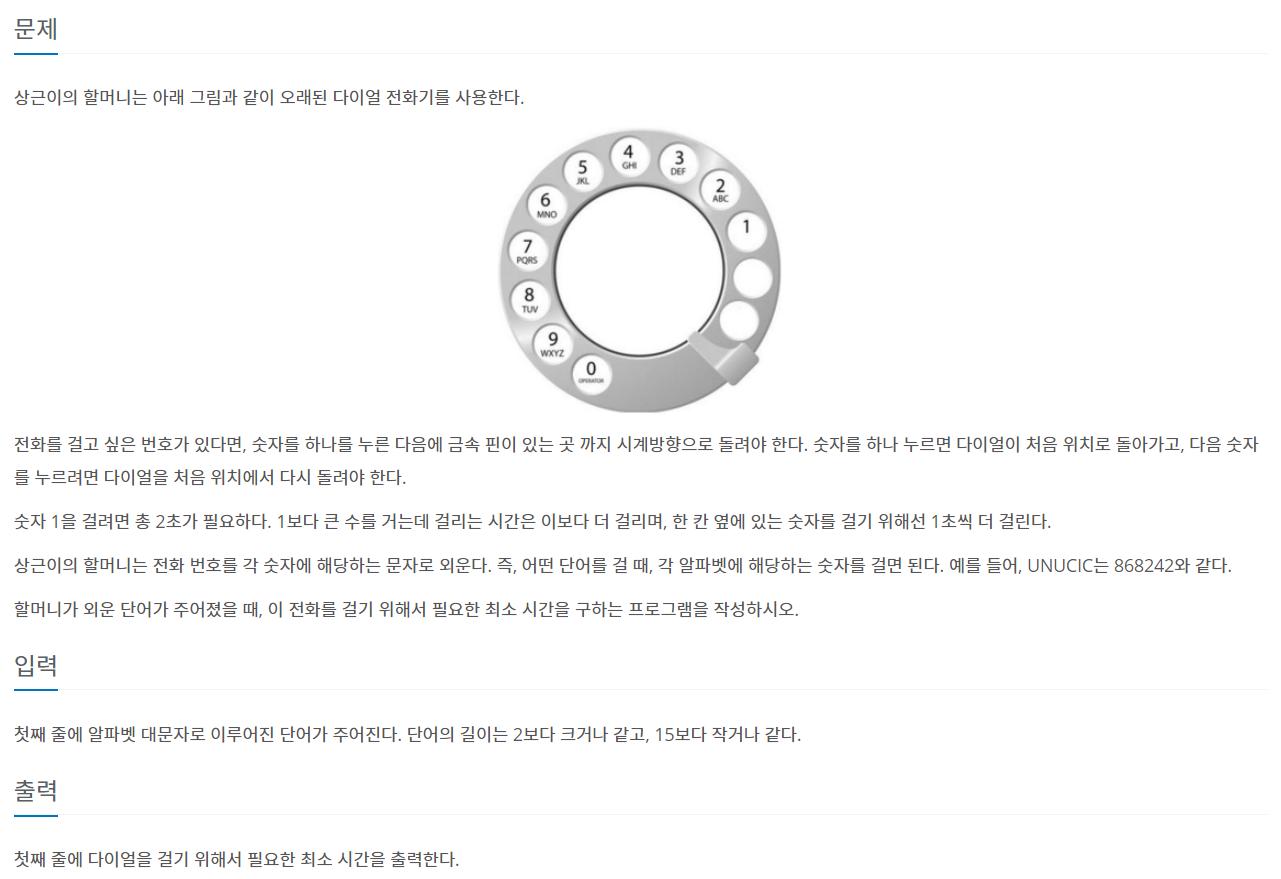 문제
상근이의 할머니는 아래 그림과 같이 오래된 다이얼 전화기를 사용한다.
4
GHI
3
DEF
5
JKL
2
ABC
6
MNO
1
7
PQRS
8
TUV
9
WXYZ
0
OPERATOR
전화를 걸고 싶은 번호가 있다면, 숫자를 하나를 누른 다음에 금속 핀이 있는 곳 까지 시계방향으로 돌려야 한다. 숫자를 하나 누르면 다이얼이 처음 위치로 돌아가고, 다음 숫자
를 누르려면 다이얼을 처음 위치에서 다시 돌려야 한다.
숫자 1을 걸려면 총 2초가 필요하다. 1보다 큰 수를 거는데 걸리는 시간은 이보다 더 걸리며, 한 칸 옆에 있는 숫자를 걸기 위해선 1초씩 더 걸린다.
상근이의 할머니는 전화 번호를 각 숫자에 해당하는 문자로 외운다. 즉, 어떤 단어를 걸 때, 각 알파벳에 해당하는 숫자를 걸면 된다. 예를 들어, UNUCIC는 868242와 같다.
할머니가 외운 단어가 주어졌을 때, 이 전화를 걸기 위해서 필요한 최소 시간을 구하는 프로그램을 작성하시오.
입력
첫째 줄에 알파벳 대문자로 이루어진 단어가 주어진다. 단어의 길이는 2보다 크거나 같고, 15보다 작거나 같다.
출력
첫째 줄에 다이얼을 걸기 위해서 필요한 최소 시간을 출력한다.